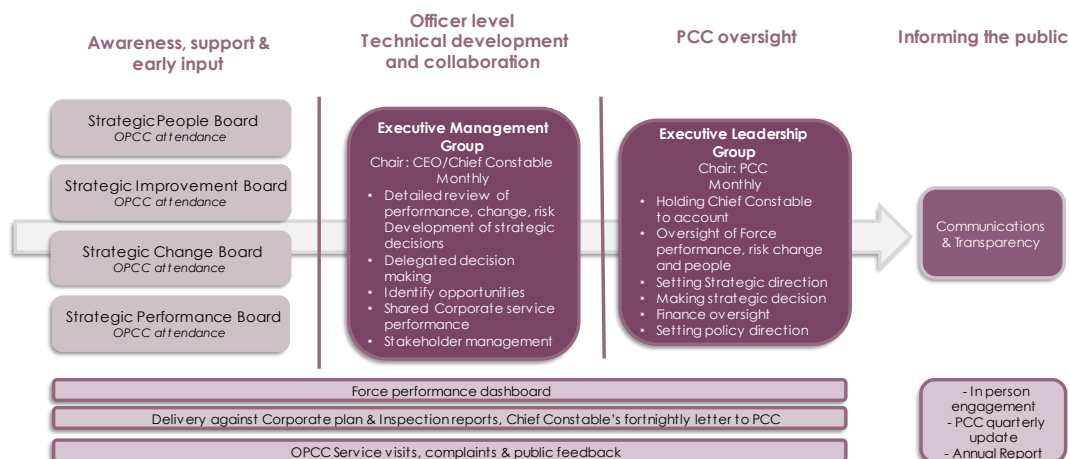 Awareness, support &
early input
Officer level
Technical development
and collaboration
PCC oversight
Informing the public
Strategic People Board
OPCC attendance
Strategic Improvement Board
OPCC attendance
Strategic Change Board
OPCC attendance
Strategic Performance Board
OPCC attendance
Executive Management
Group
Chair: CEO/Chief Constable
Monthly
• Detailed review of
performance, change, risk
Development of strategic
decisions
• Delegated decision
making
• Identify opportunities
• Shared Corporate service
performance
• Stakeholder management
Executive Leadership
Group
Chair: PCC
Monthly
• Holding Chief Constable
to account
• Oversight of Force
performance, risk change
and people
• Setting Strategic direction
• Making strategic decision
• Finance oversight
• Setting policy direction
Communications
& Transparency
Force performance dashboard
Delivery against Corporate plan & Inspection reports, Chief Constable's fortnightly letter to PCC
OPCC Service visits, complaints & public feedback
- In person
engagement
- PCC quarterly
update
- Annual Report